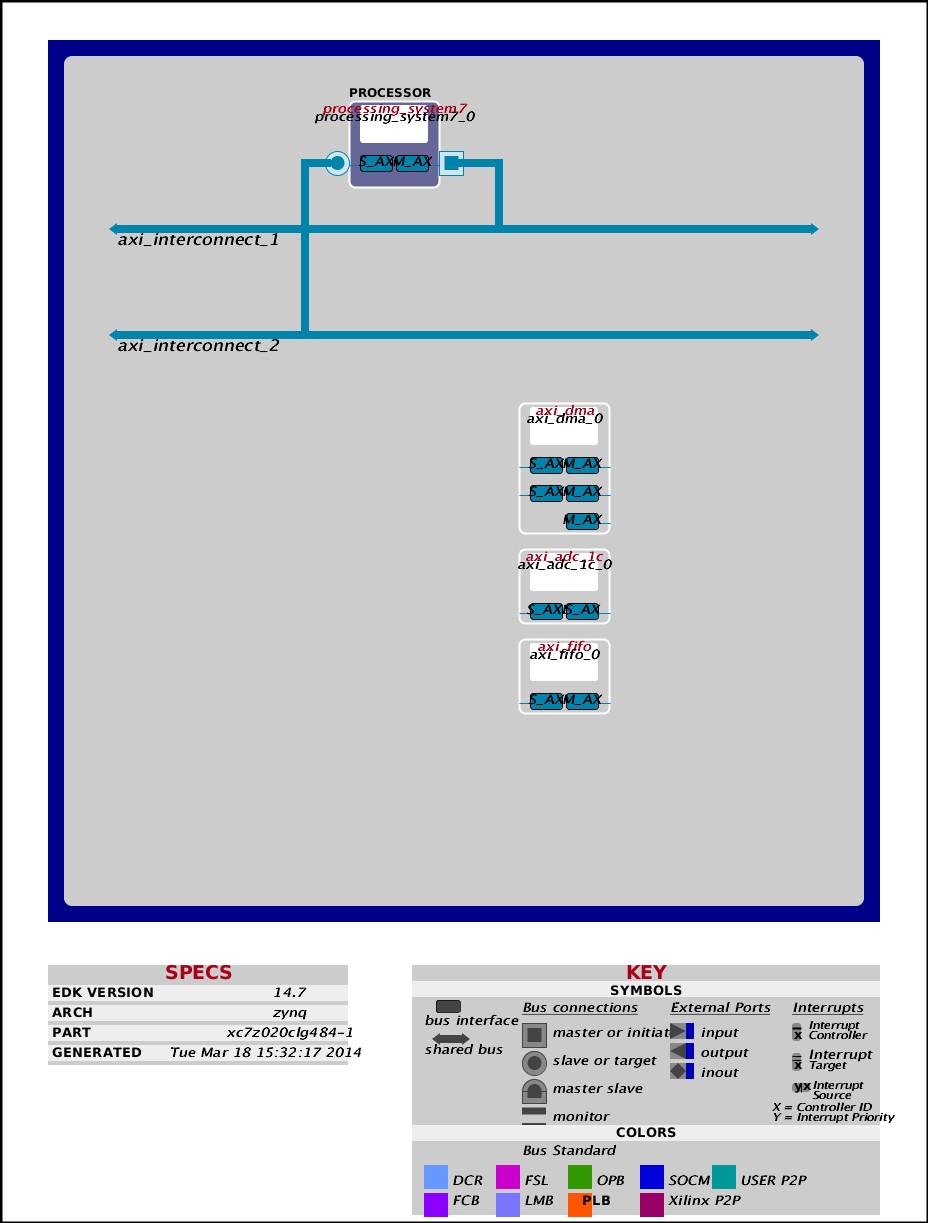 PROCESSOR
processing_system7
processing_system7_0
S_AX M_AX
axi_interconnect_1
axi_interconnect_2
axi_dma
axi_dma_0
S_AX M_AX
S_AX M_AX
M_AX
axi_adc_1c
axi_adc_1c_0
S_AX S_AX
axi_fifo
axi_fifo_0
S_AX M_AX
SPECS
EDK VERSION 14.7
ARCH zynq
PART xc7z020clg484-1
GENERATED Tue Mar 18 15:32:17 2014
KEY
SYMBOLS
bus interface
shared bus
Bus connections
master or initiat
slave or target
master slave
monitor
External Ports
input
output
inout
Interrupts
x Interrupt
Controller
x Interrupt
Target
yx Interrupt
Source
X = Controller ID
Y = Interrupt Priority
COLORS
Bus Standard
DCR FSL OPB SOCM USER P2P
FCB LMB PLB Xilinx P2P